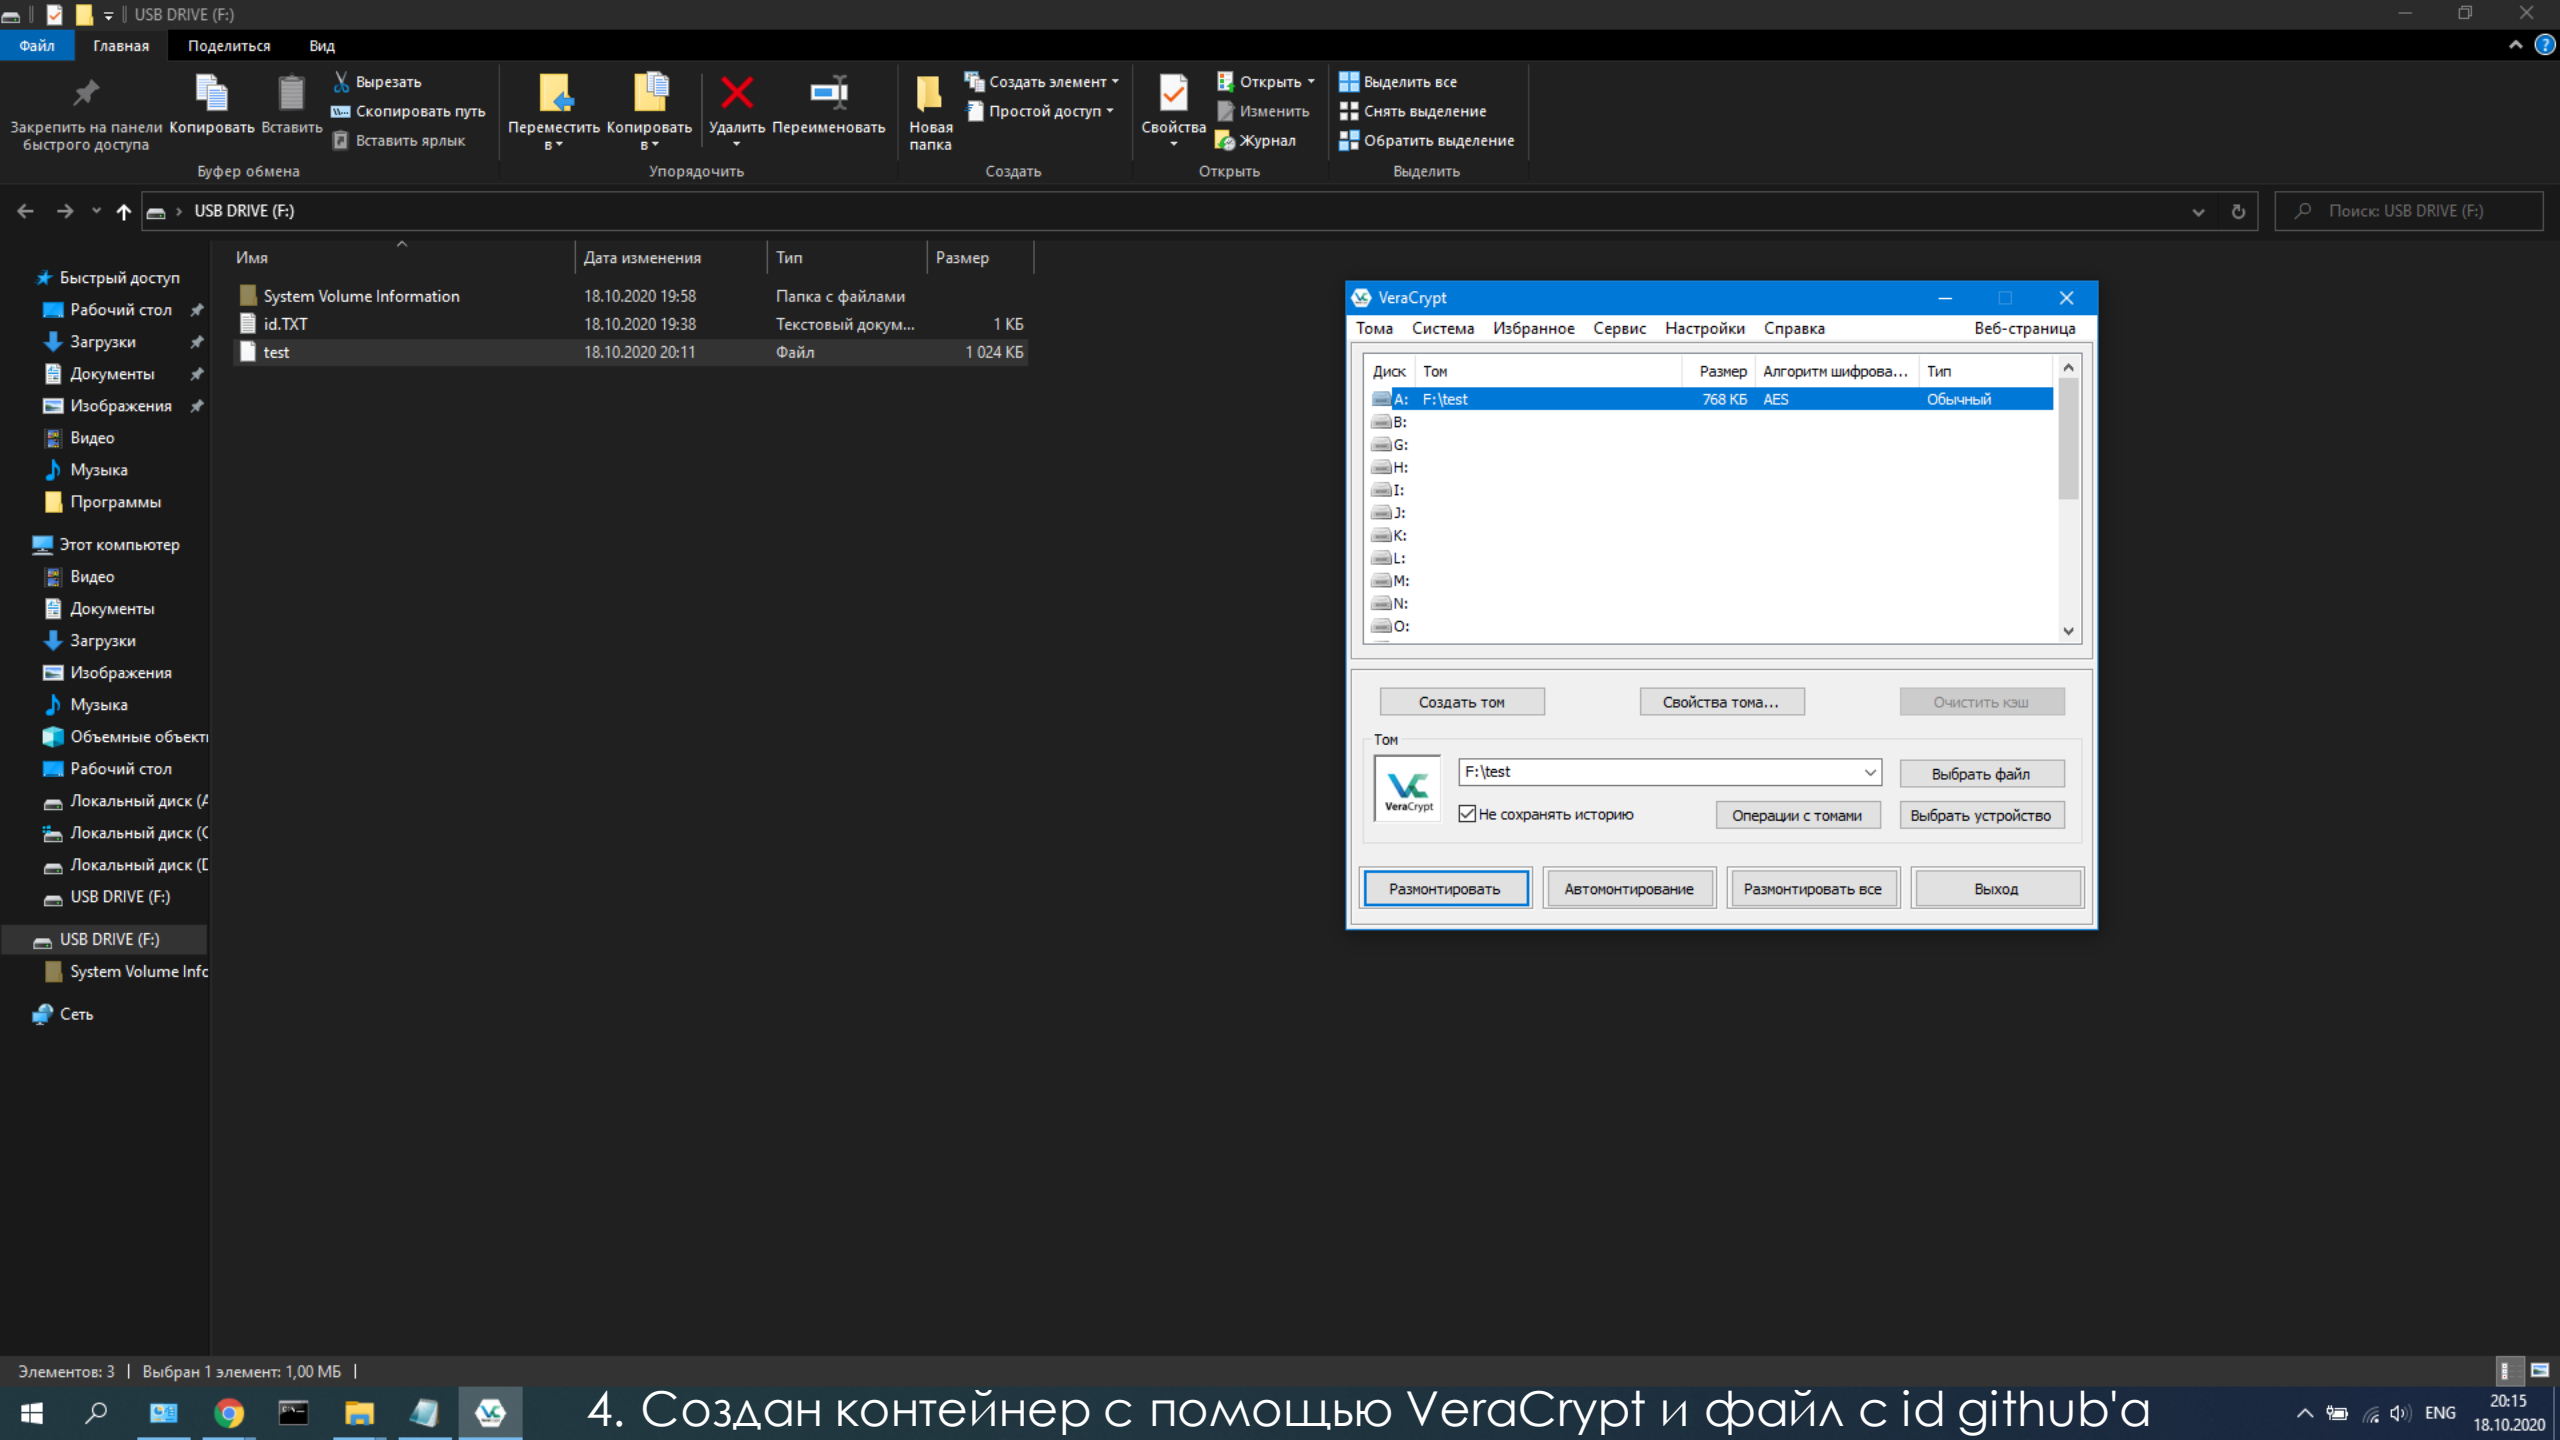 USB DRIVE (F:)
Файл Главная Поделиться Вид
Закрепить на панели быстрого доступа
Копировать
Вставить
Вырезать
Скопировать путь
Вставить ярлык
Буфер обмена
Переместить в
Копировать в
Удалить
Переименовать
Упорядочить
Новая папка
Создать элемент
Простой доступ
Создать
Свойства
Открыть
Изменить
Журнал
Открыть
Выделить все
Снять выделение
Обратить выделение
Выделить
USB DRIVE (F:)
Поиск: USB DRIVE (F:)
Быстрый доступ
Рабочий стол
Загрузки
Документы
Изображения
Видео
Музыка
Программы
Этот компьютер
Видео
Документы
Загрузки
Изображения
Музыка
Объемные объект
Рабочий стол
Локальный диск (A
Локальный диск (C
Локальный диск (D
USB DRIVE (F:)
USB DRIVE (F:)
System Volume Info
Сеть
Имя Дата изменения Тип Размер
System Volume Information 18.10.2020 19:58 Папка с файлами
id.TXT 18.10.2020 19:38 Текстовый докум... 1 КБ
test 18.10.2020 20:11 Файл 1 024 КБ
VeraCrypt
Тома Система Избранное Сервис Настройки Справка Веб-страница
Диск Том Размер Алгоритм шифрова... Тип
A: F:\test 768 КБ AES Обычный
B:
G:
H:
I:
J:
K:
L:
M:
N:
O:
Создать том Свойства тома... Очистить кэш
Том
VeraCrypt
F:\test
Выбрать файл
Не сохранять историю
Операции с томами
Выбрать устройство
Размонтировать Автомонтирование Размонтировать все Выход
Элементов: 3 Выбран 1 элемент: 1,00 МБ
4. Создан контейнер с помощью VeraCrypt и файл с id github'а
ENG
20:15
18.10.2020